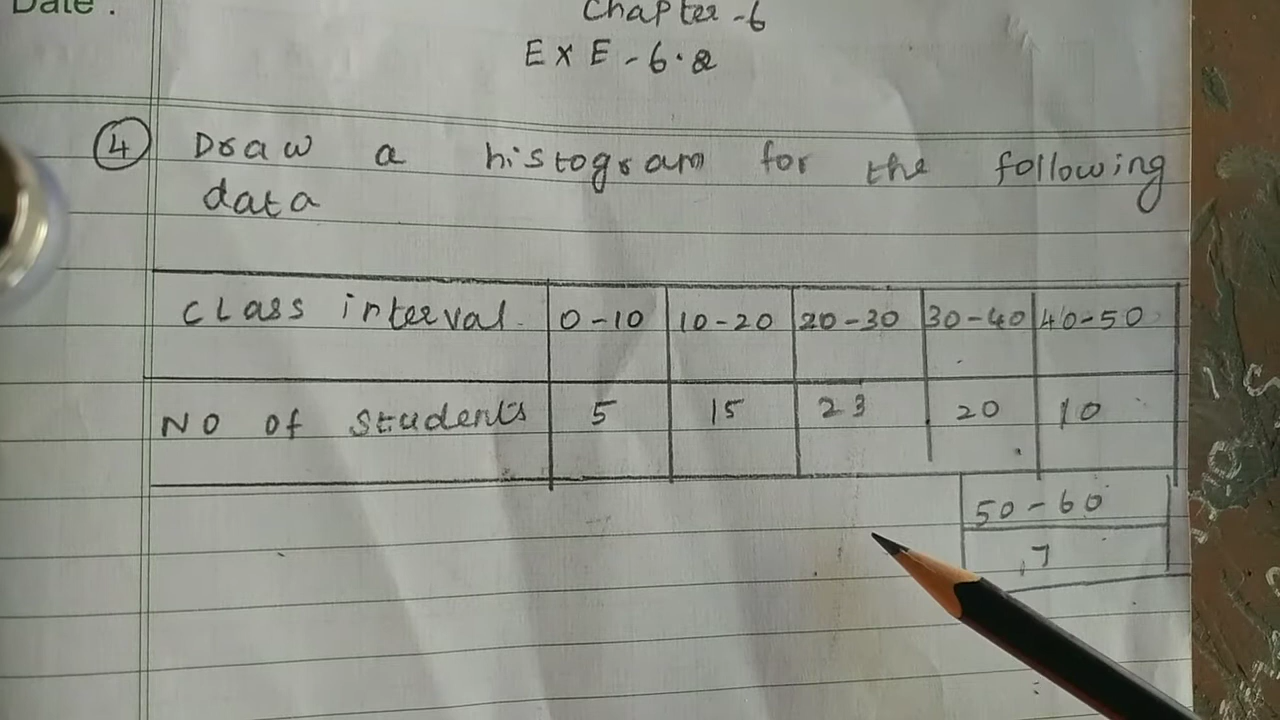 Date :
Chapter-6
EXE-6.2
4 Draw a histogram for the following
data
Class interval 0-10 10-20 20-30 30-40 40-50
No of students 5 15 23 20 10
50-60
7